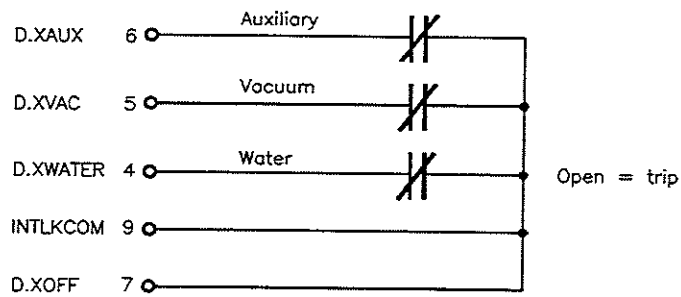 D.XAUX 6 Auxiliary
D.XVAC 5 Vacuum
D.XWATER 4 Water
Open = trip
INTLKCOM 9
D.XOFF 7